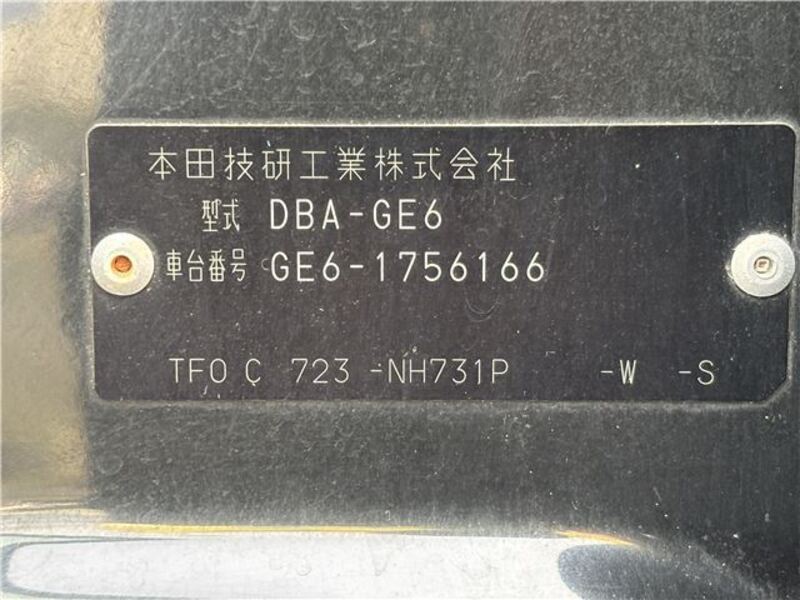 本田技研工業株式会社
型式 DBA-GE6
車台番号 GE6-1756166
TF0 C 723 -NH731P -W -S